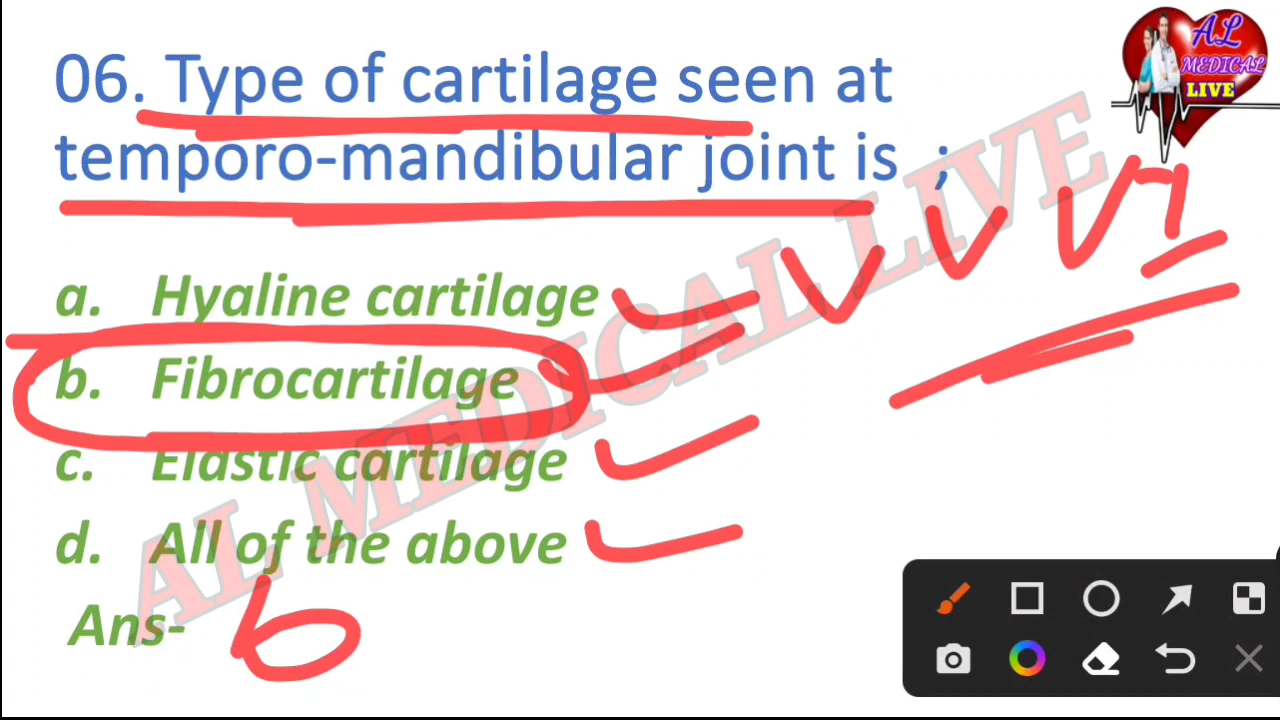 06. Type of cartilage seen at
temporo-mandibular joint is ;
a. Hyaline cartilage
b. Fibrocartilage
c. Elastic cartilage
d. All of the above
Ans- b
V V V
AL MEDICAL LIVE
AL
MEDICAL
LIVE